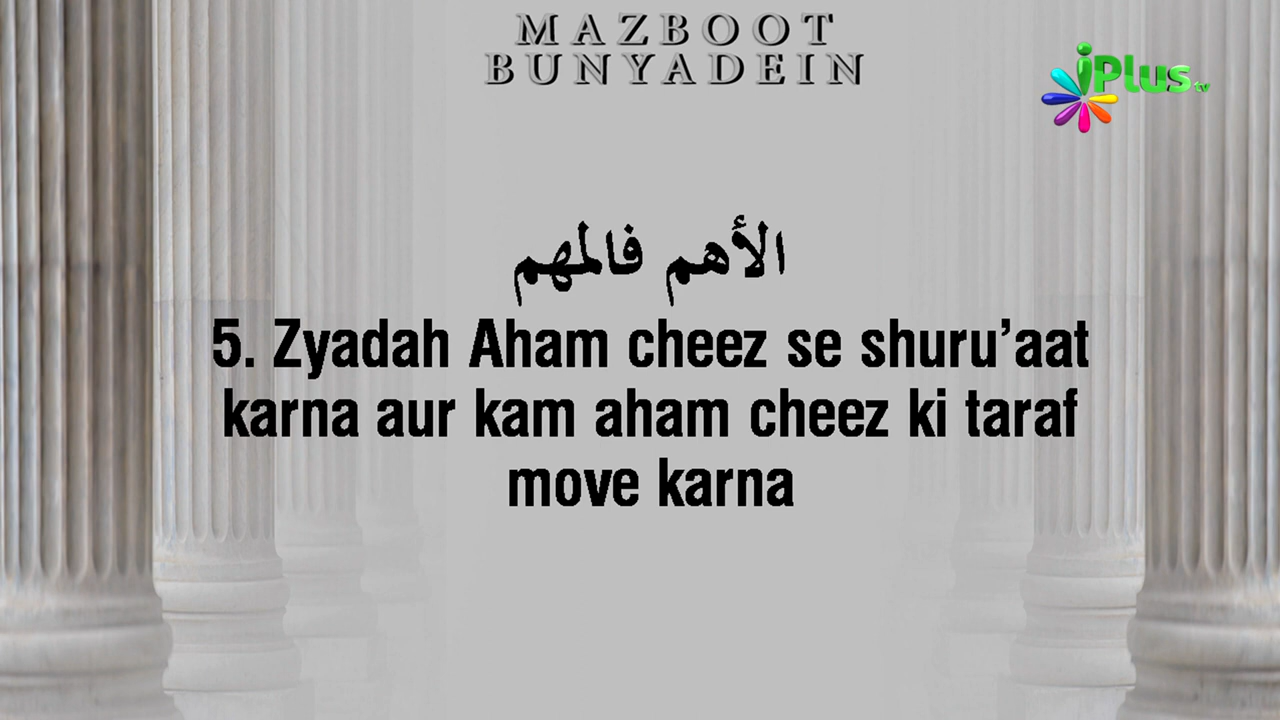 MAZBOOT
BUNYADEIN
iPlus tv
الأهم فالمهم
5. Zyadah Aham cheez se shuru’aat
karna aur kam aham cheez ki taraf
move karna